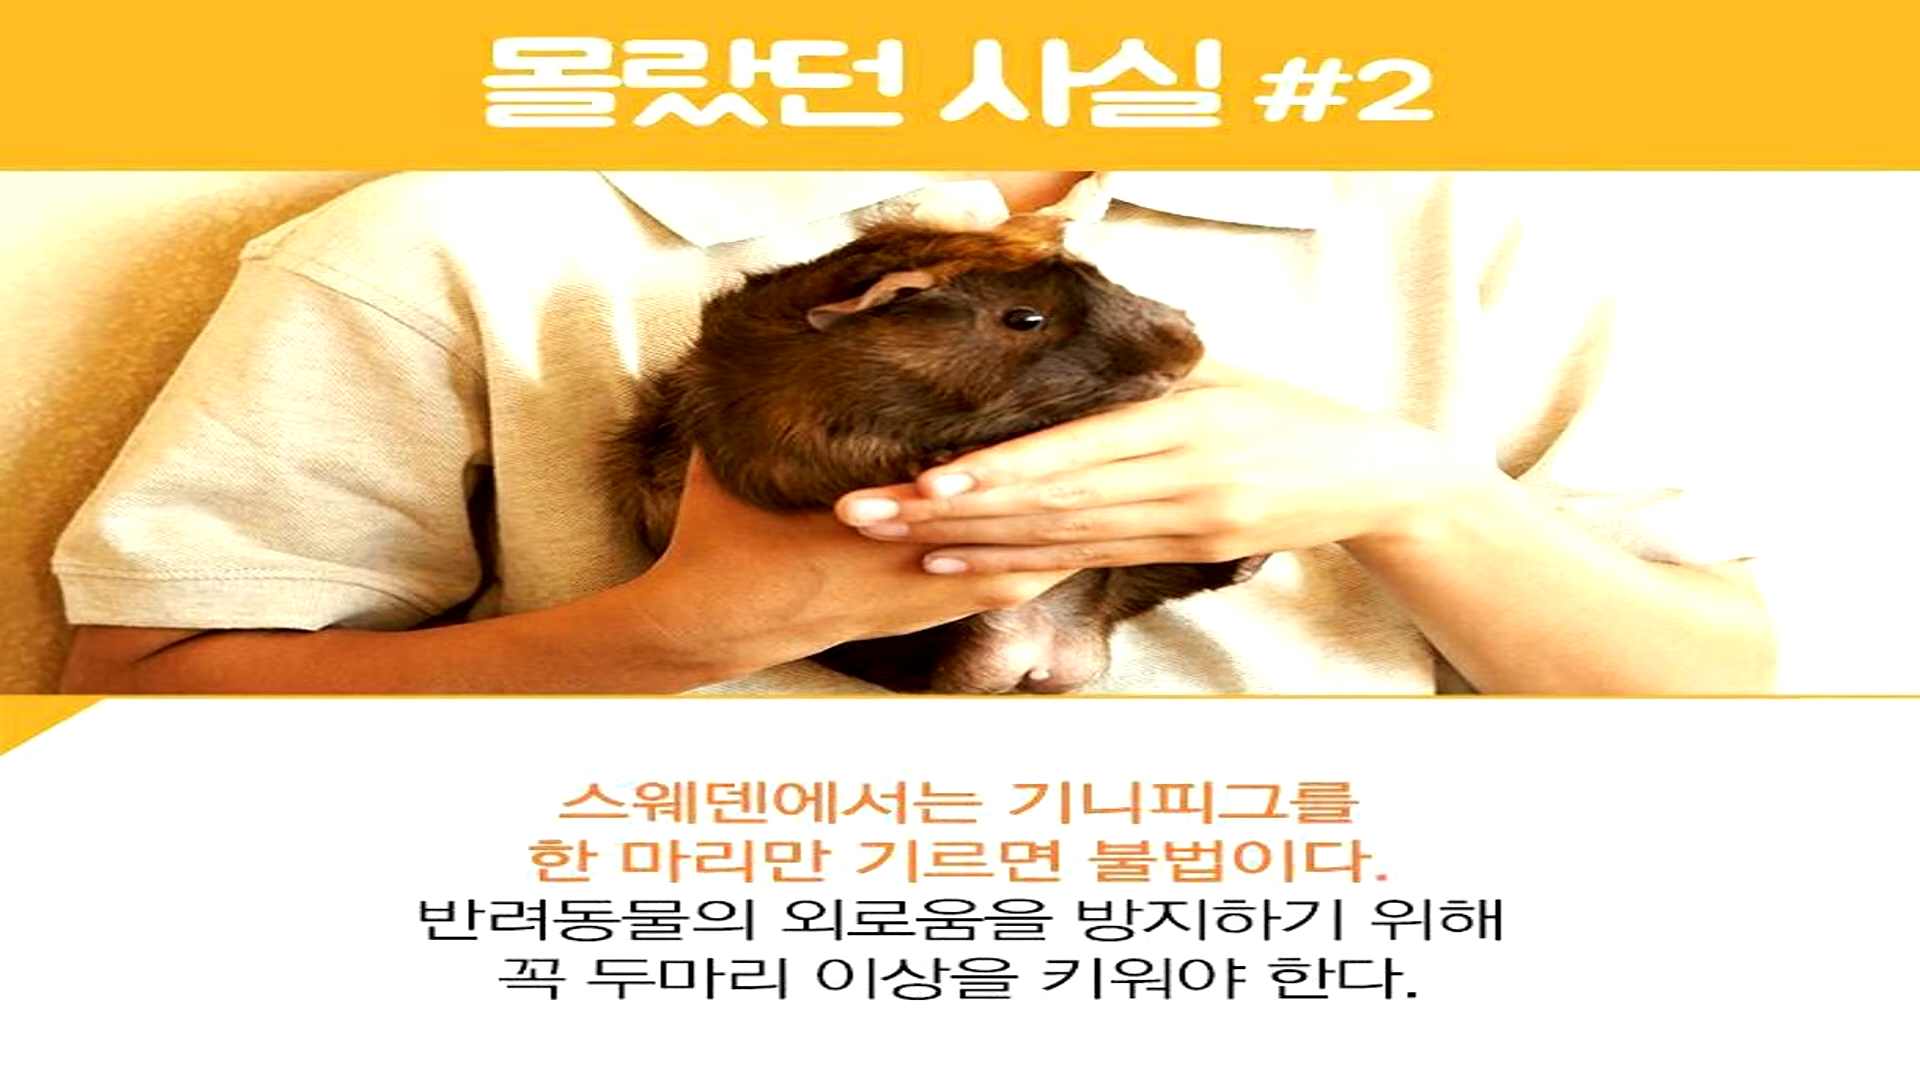 몰랐던 사실 #2
스웨덴에서는 기니피그를
한 마리만 기르면 불법이다.
반려동물의 외로움을 방지하기 위해
꼭 두마리 이상을 키워야 한다.